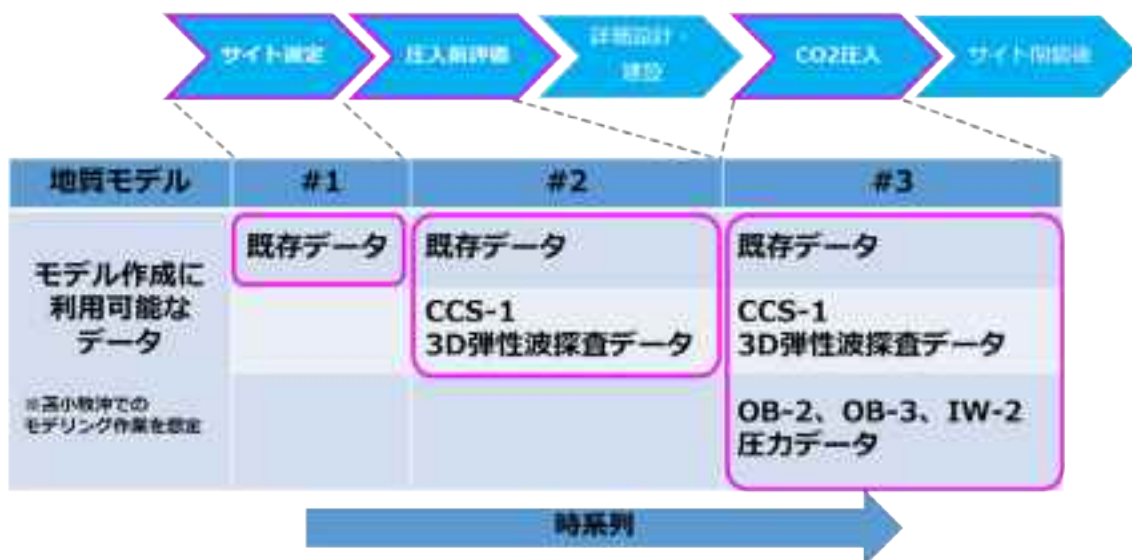 サイト選定
圧入前評価
詳細設計・
建設
CO2圧入
サイト閉鎖後
地質モデル
#1
#2
#3
モデル作成に
利用可能な
データ
※苫小牧沖での
モデリング作業を想定
既存データ
既存データ
CCS-1
3D弾性波探査データ
既存データ
CCS-1
3D弾性波探査データ
OB-2、OB-3、IW-2
圧力データ
時系列